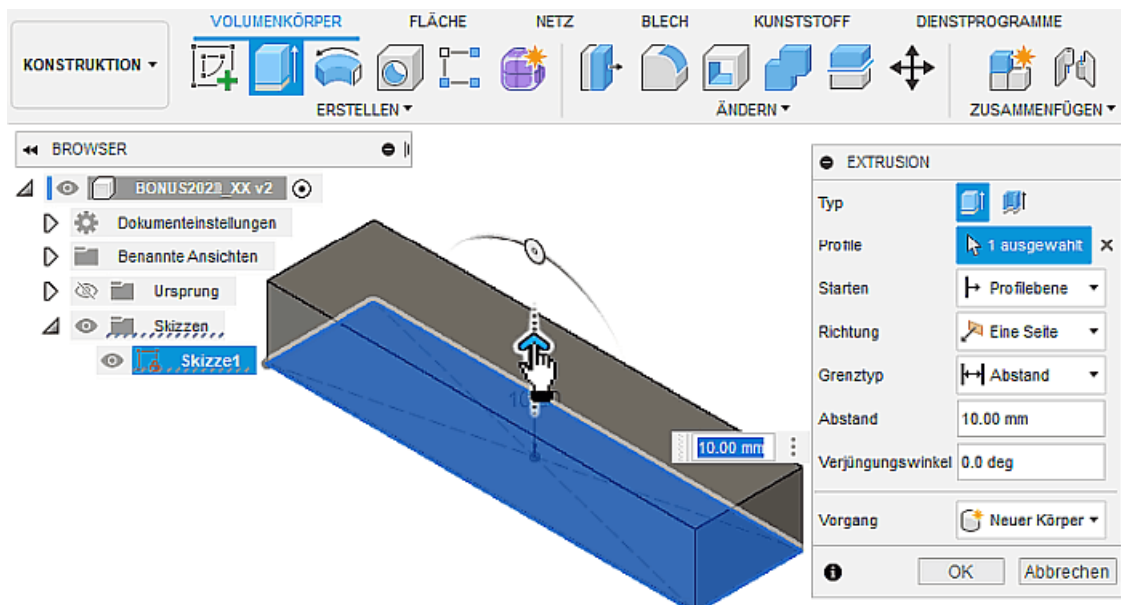 VOLUMENKÖRPER FLÄCHE NETZ BLECH KUNSTSTOFF DIENSTPROGRAMME
KONSTRUKTION
ERSTELLEN ÄNDERN ZUSAMMENFÜGEN
BROWSER
BONUS2020_XX v2
Dokumenteinstellungen
Benannte Ansichten
Ursprung
Skizzen
Skizze1
10.00 mm
EXTRUSION
Typ
Profile 1 ausgewählt
Starten Profilebene
Richtung Eine Seite
Grenztyp Abstand
Abstand 10.00 mm
Verjüngungswinkel 0.0 deg
Vorgang Neuer Körper
OK Abbrechen